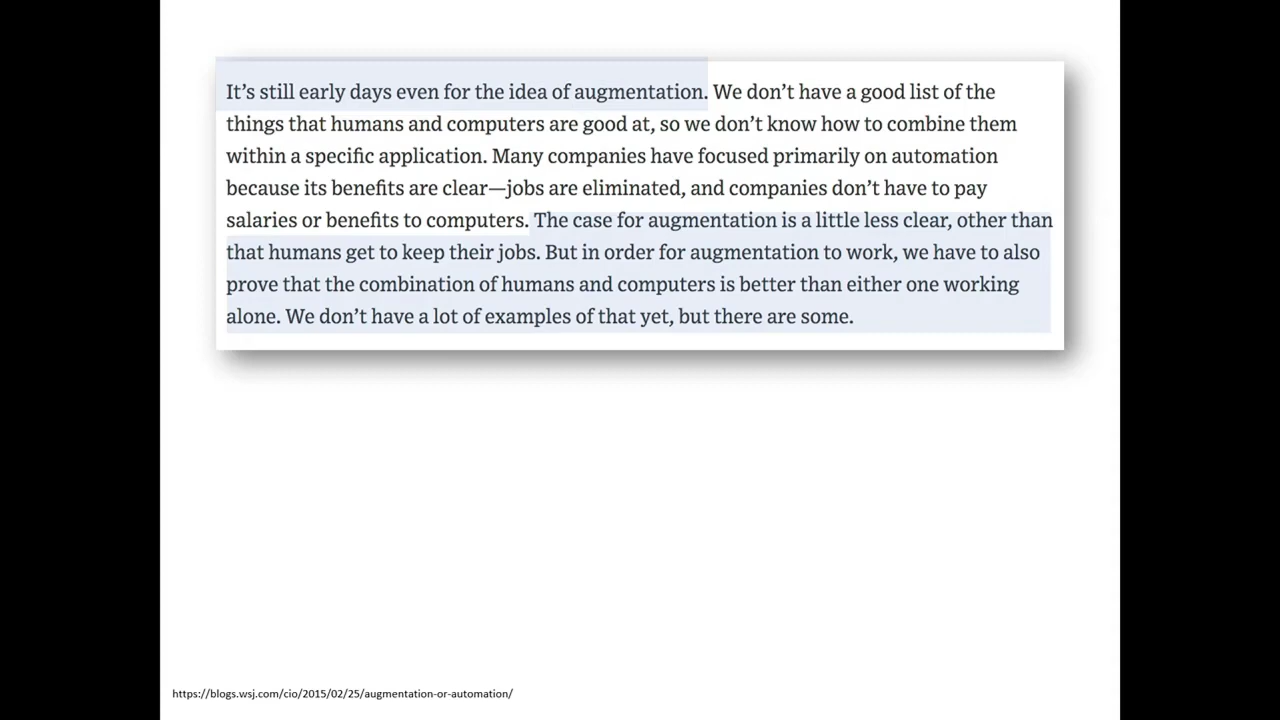 It’s still early days even for the idea of augmentation. We don’t have a good list of the
things that humans and computers are good at, so we don’t know how to combine them
within a specific application. Many companies have focused primarily on automation
because its benefits are clear—jobs are eliminated, and companies don’t have to pay
salaries or benefits to computers. The case for augmentation is a little less clear, other than
that humans get to keep their jobs. But in order for augmentation to work, we have to also
prove that the combination of humans and computers is better than either one working
alone. We don’t have a lot of examples of that yet, but there are some.
https://blogs.wsj.com/cio/2015/02/25/augmentation-or-automation/